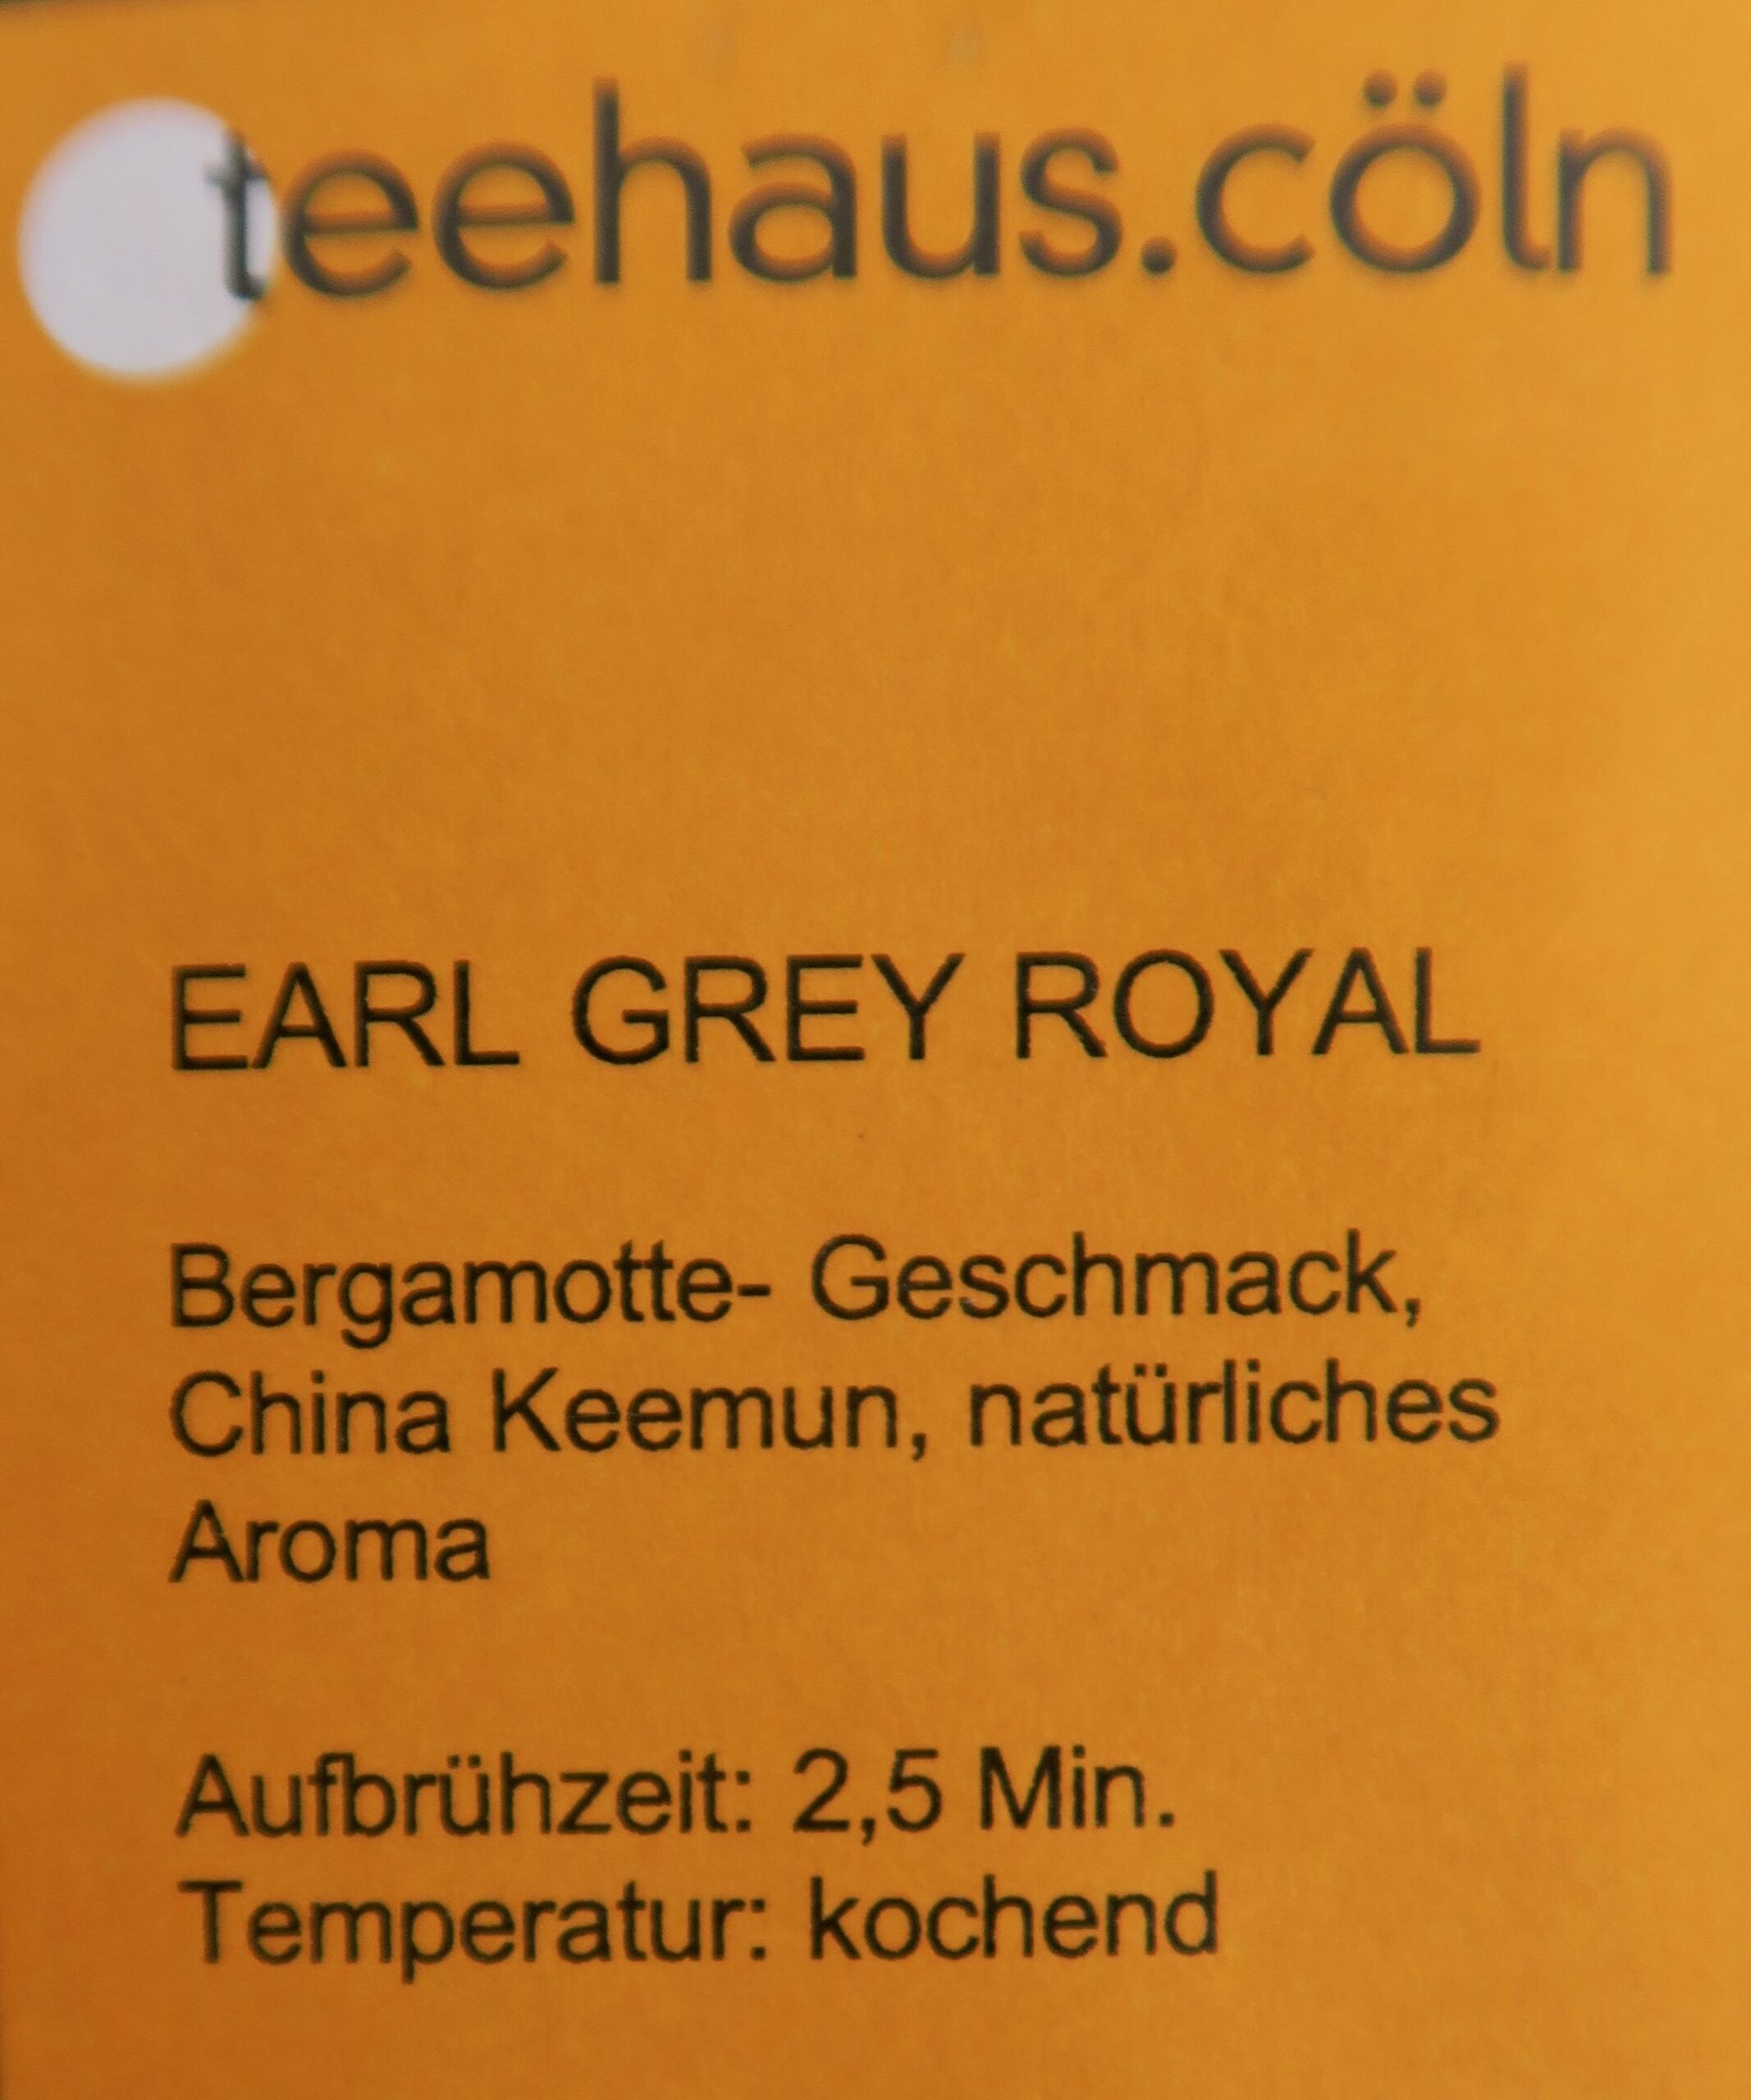 teehaus.cöln
EARL GREY ROYAL
Bergamotte- Geschmack,
China Keemun, natürliches
Aroma
Aufbrühzeit: 2,5 Min.
Temperatur: kochend